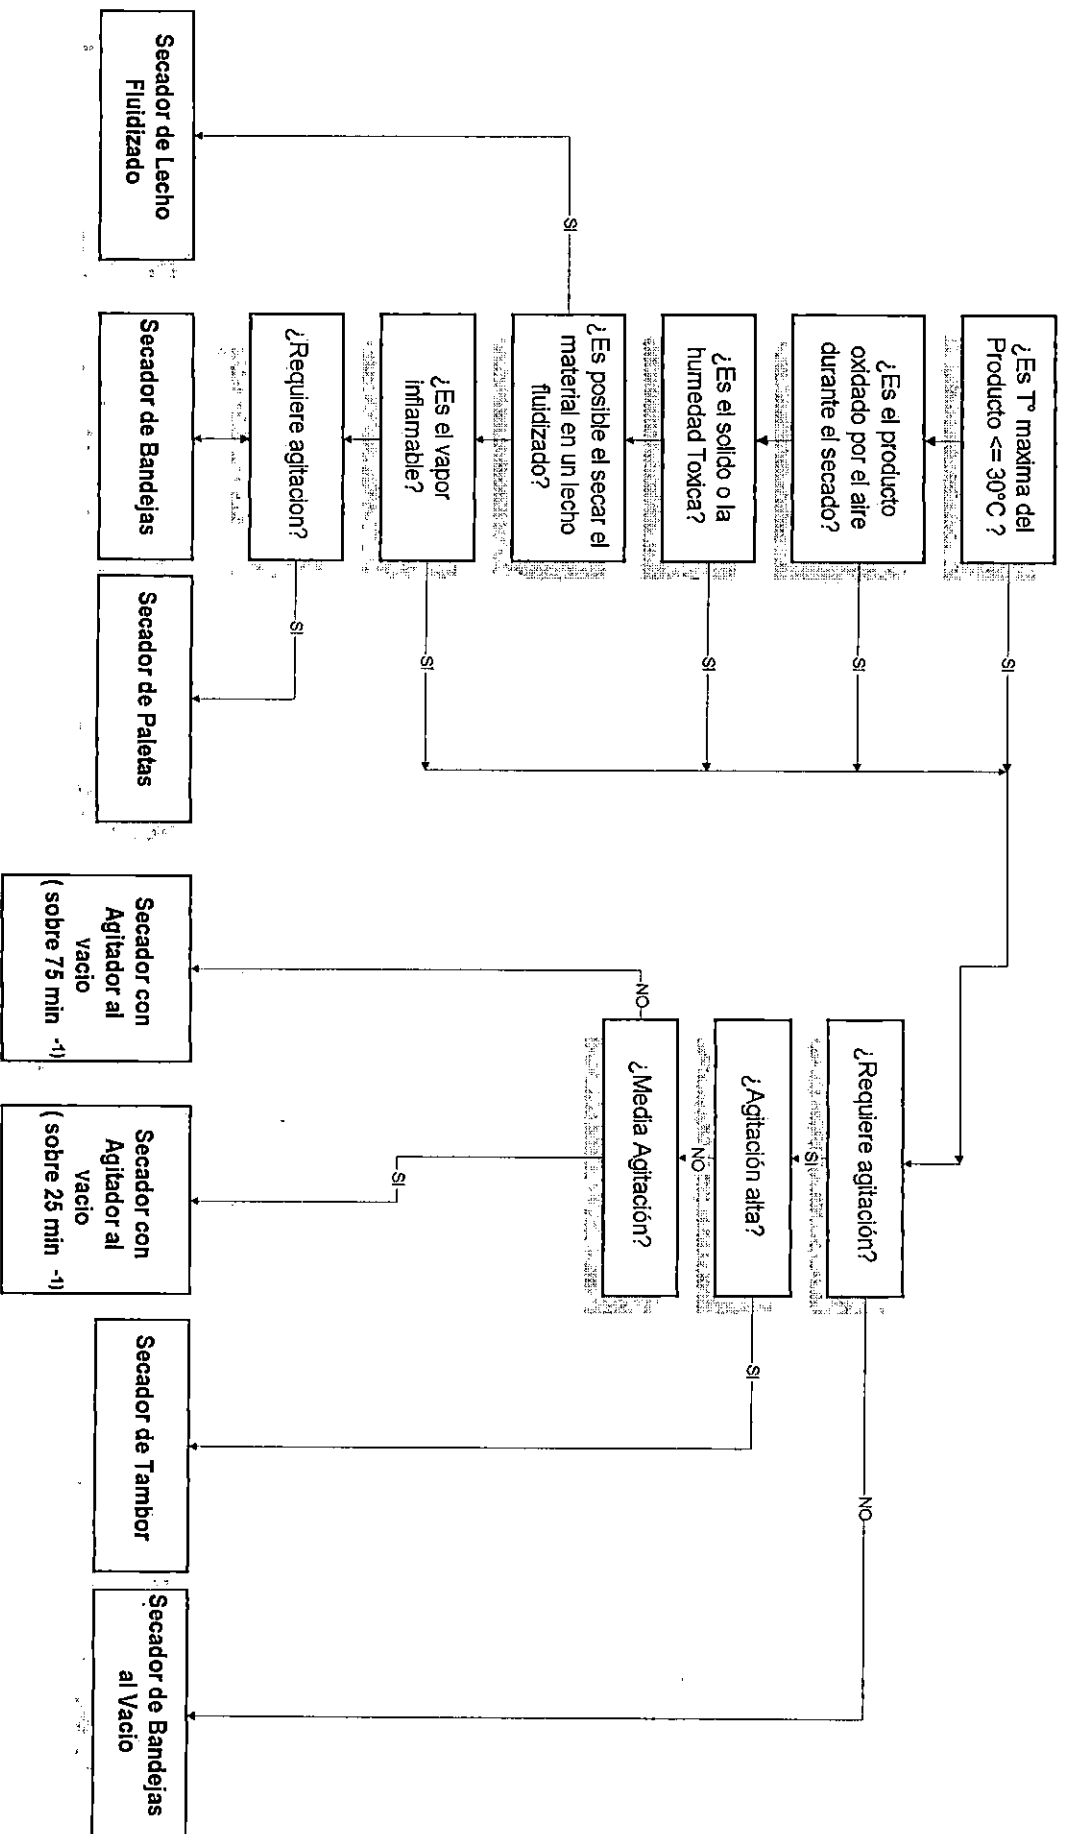 ¿Es Tº maxima del
Producto <= 30ºC ?
SI
¿Es el producto
oxidado por el aire
durante el secado?
SI
¿Es el solido o la
humedad Toxica?
SI
¿Es posible el secar el
material en un lecho
fluidizado?
SI
¿Es el vapor
inflamable?
SI
¿Requiere agitacion?
SI
¿Requiere agitación?
NO
SI
¿Agitación alta?
SI
NO
¿Media Agitación?
NO
SI
Secador de Lecho
Fluidizado
Secador de Bandejas
Secador de Paletas
Secador con
Agitador al
vacio
( sobre 75 min -1)
Secador con
Agitador al
vacio
( sobre 25 min -1)
Secador de Tambor
Secador de Bandejas
al Vacio